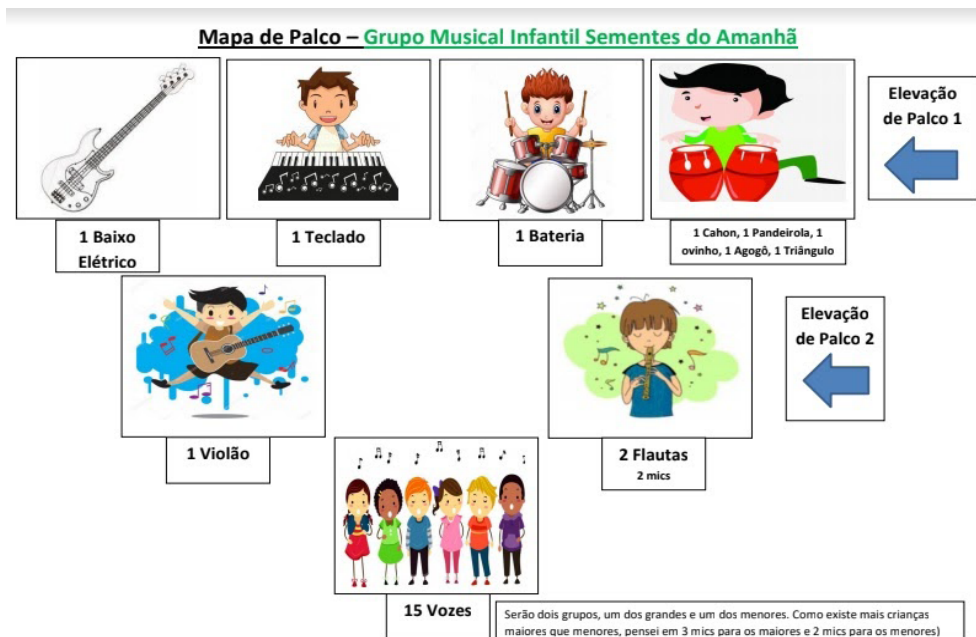 Mapa de Palco – Grupo Musical Infantil Sementes do Amanhã
Elevação
de Palco 1
1 Baixo
Elétrico
1 Teclado
1 Bateria
1 Cahon, 1 Pandeirola, 1
ovinho, 1 Agogô, 1 Triângulo
Elevação
de Palco 2
1 Violão
2 Flautas
2 mics
15 Vozes
Serão dois grupos, um dos grandes e um dos menores. Como existe mais crianças
maiores que menores, pensei em 3 mics para os maiores e 2 mics para os menores)